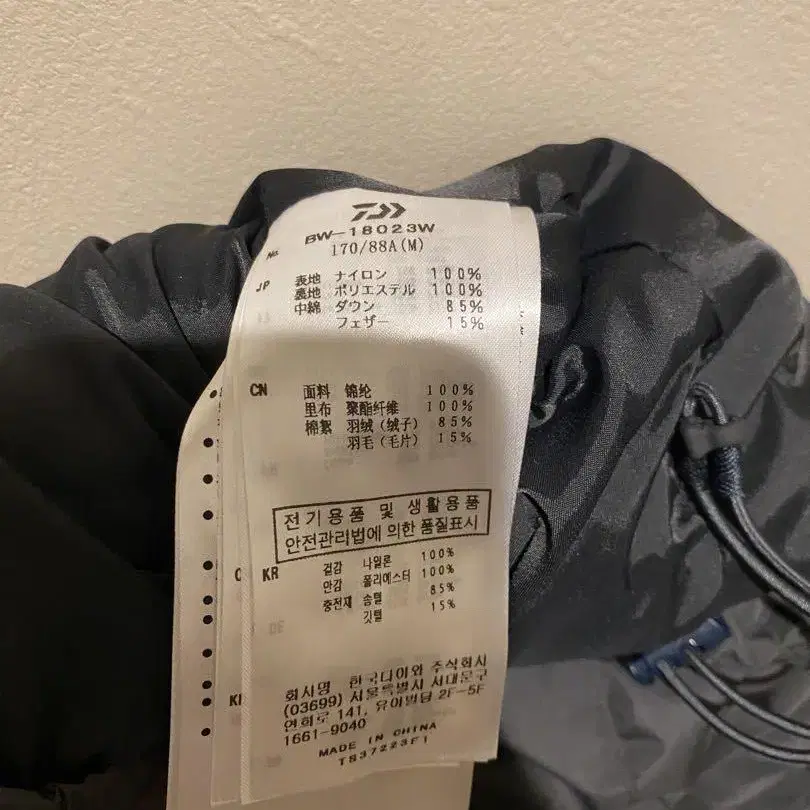 BW-18023W
No. 170/88A(M)
JP 表地 ナイロン 100%
裏地 ポリエステル 100%
中綿 ダウン 85%
フェザー 15%
CN 面料 锦纶 100%
里布 聚酯纤维 100%
棉絮 羽绒(绒子) 85%
羽毛(毛片) 15%
전기용품 및 생활용품
안전관리법에 의한 품질표시
KR 겉감 나일론 100%
안감 폴리에스터 100%
충전재 솜털 85%
깃털 15%
회사명 한국다이와 주식회사
(03699) 서울특별시 서대문구
연희로 141, 유아빌딩 2F-5F
1661-9040
MADE IN CHINA
TS37223F1